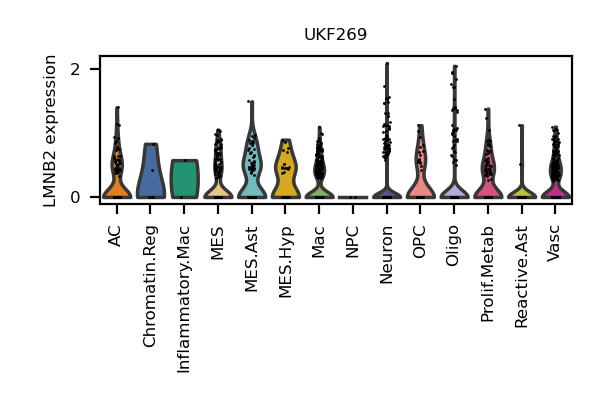 UKF269
LMNB2 expression
2
0
AC
Chromatin.Reg
Inflammatory.Mac
MES
MES.Ast
MES.Hyp
Mac
NPC
Neuron
OPC
Oligo
Prolif.Metab
Reactive.Ast
Vasc